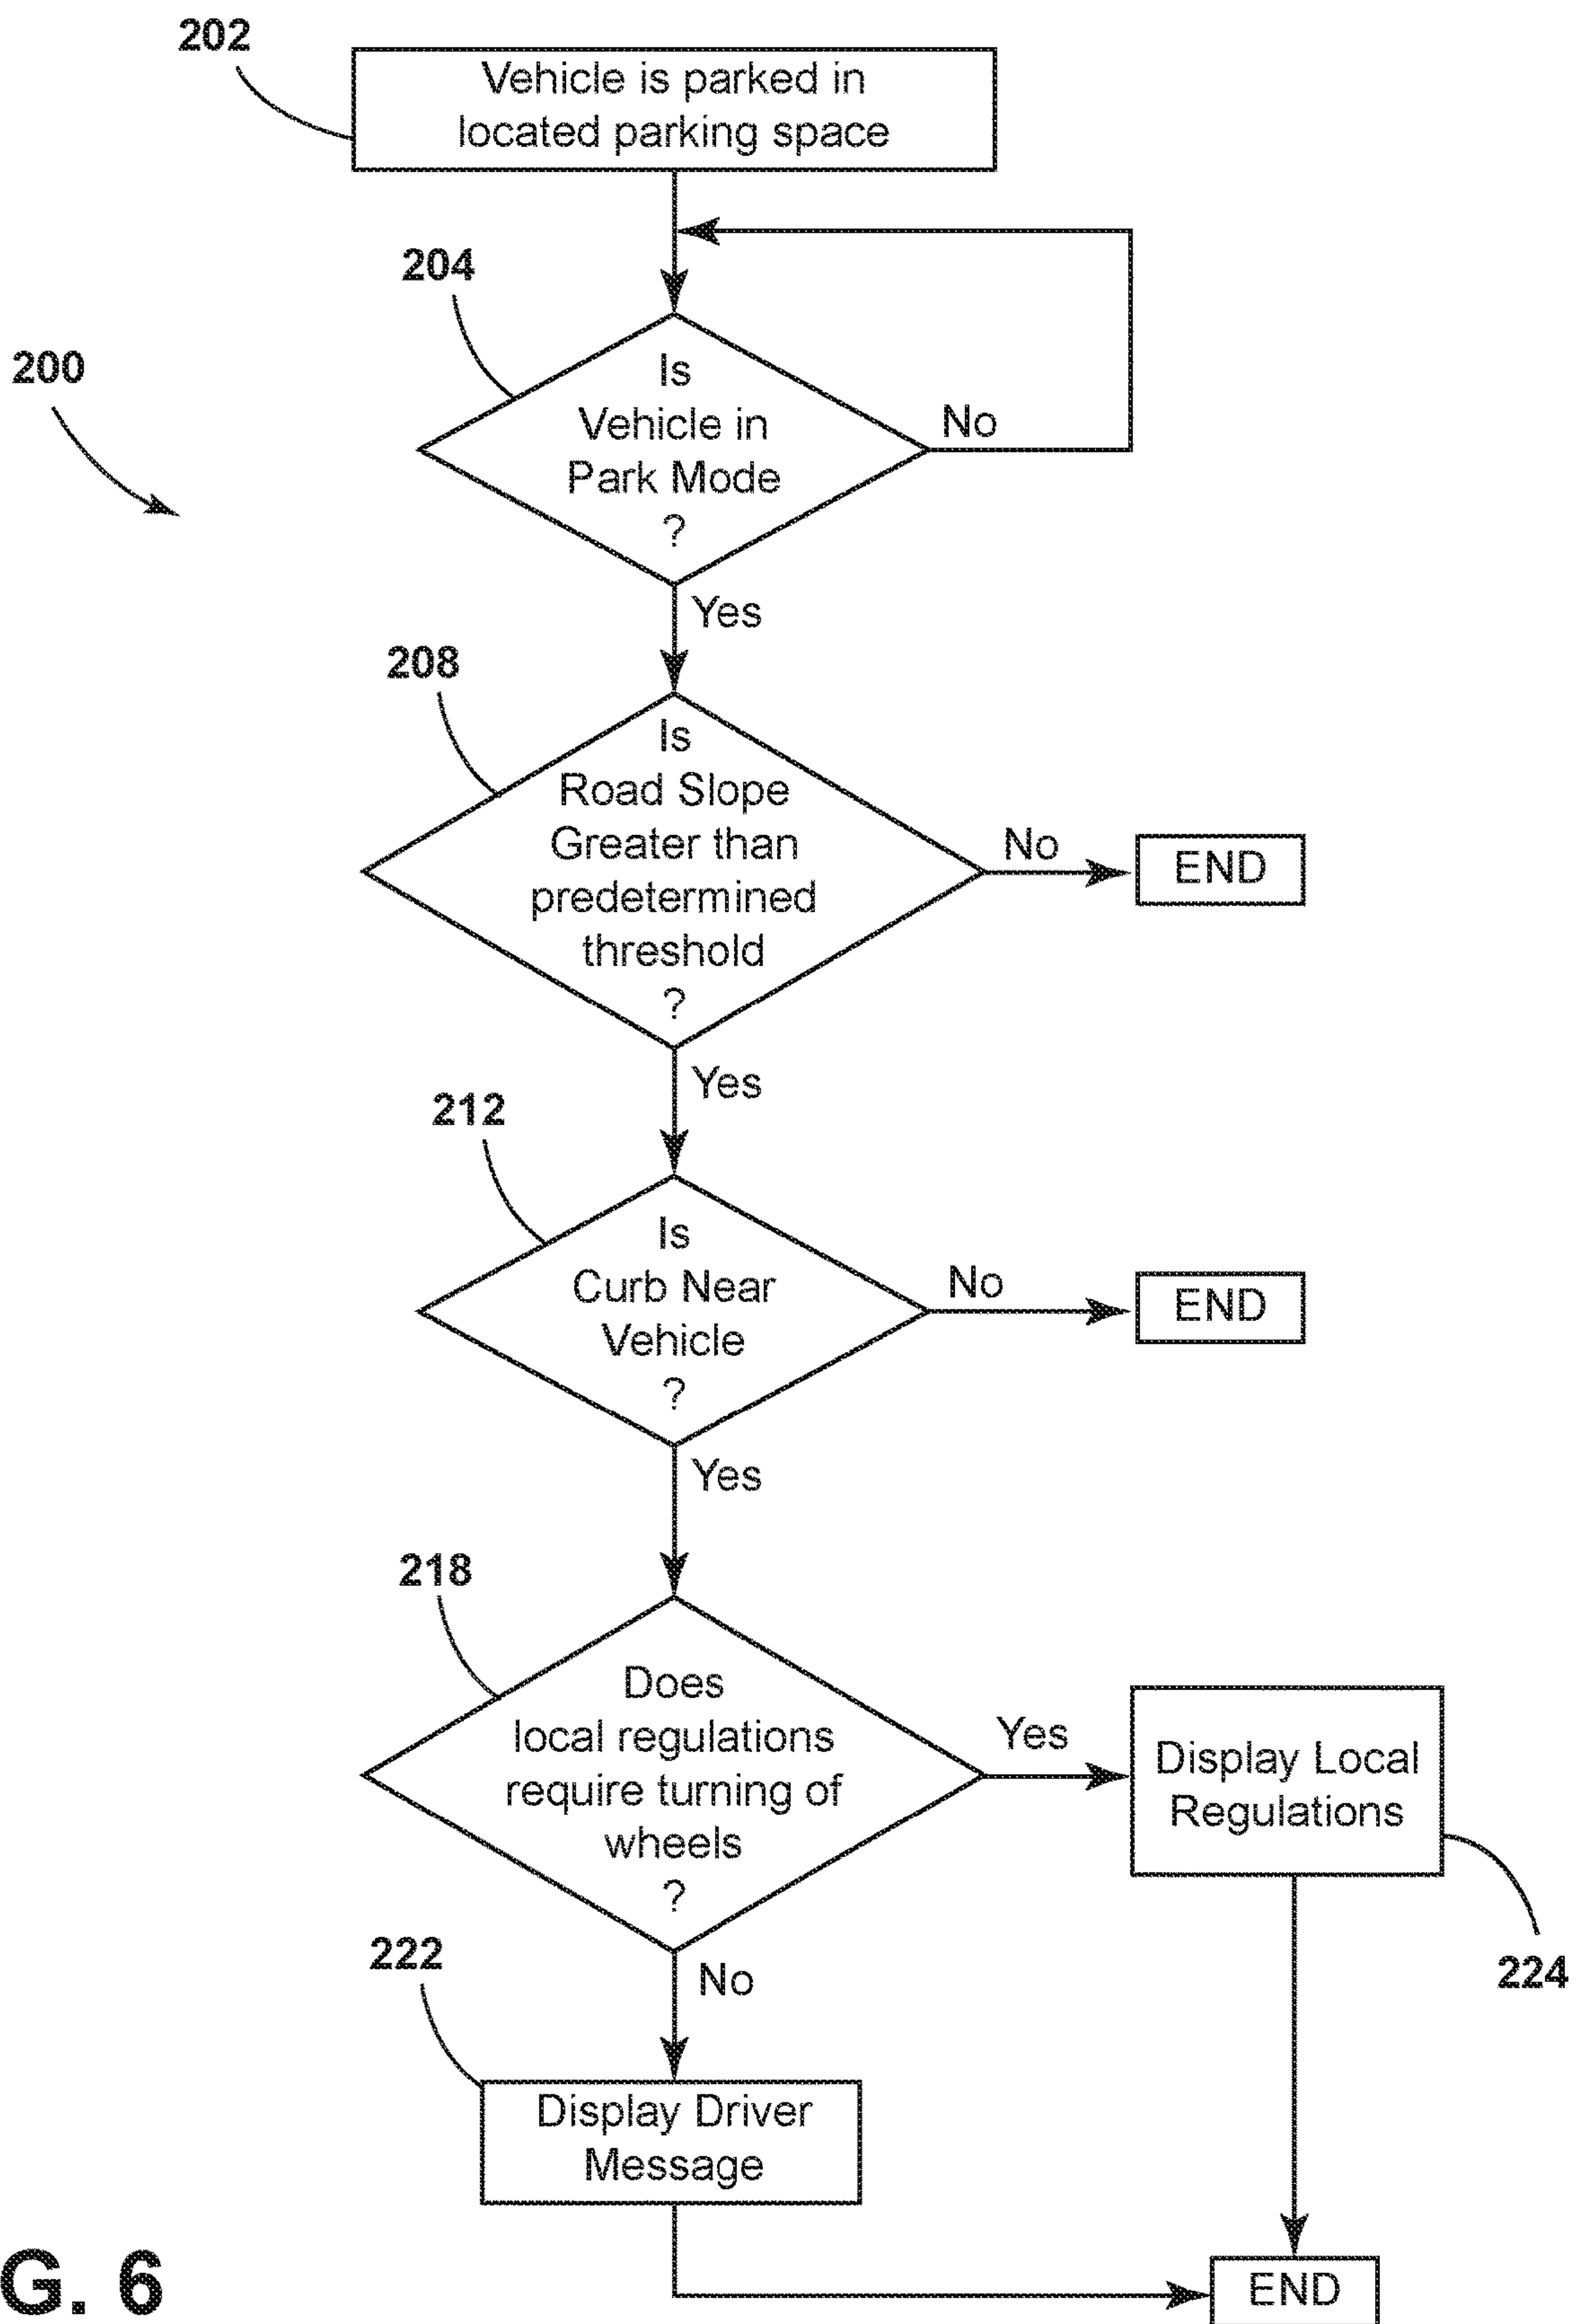 202
Vehicle is parked in
located parking space
204
200
Is
Vehicle in
Park Mode
?
No
Yes
208
Is
Road Slope
Greater than
predetermined
threshold
?
No
END
Yes
212
Is
Curb Near
Vehicle
?
No
END
Yes
218
Does
local regulations
require turning of
wheels
?
Yes
Display Local
Regulations
224
No
222
Display Driver
Message
END
G. 6